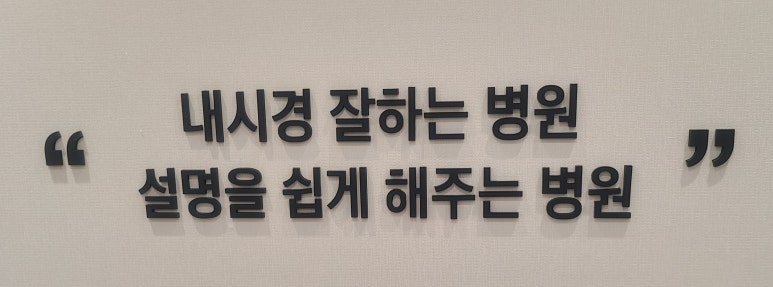 “ 내시경 잘하는 병원
설명을 쉽게 해주는 병원 ”